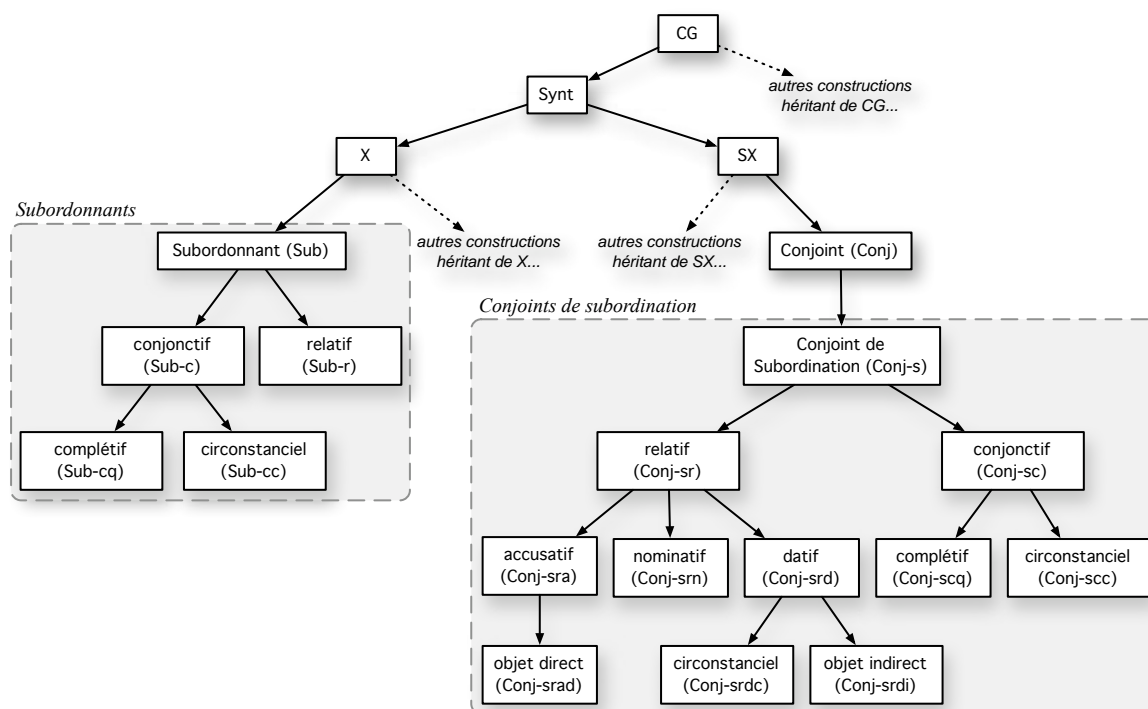 CG
autres constructions
héritant de CG...
Synt
X
SX
Subordonnants
Subordonnant (Sub)
autres constructions
héritant de X...
autres constructions
héritant de SX...
Conjoint (Conj)
Conjoints de subordination
conjonctif
(Sub-c)
relatif
(Sub-r)
Conjoint de
Subordination (Conj-s)
complétif
(Sub-cq)
circonstanciel
(Sub-cc)
relatif
(Conj-sr)
conjonctif
(Conj-sc)
accusatif
(Conj-sra)
nominatif
(Conj-srn)
datif
(Conj-srd)
complétif
(Conj-scq)
circonstanciel
(Conj-scc)
objet direct
(Conj-srad)
circonstanciel
(Conj-srdc)
objet indirect
(Conj-srdi)